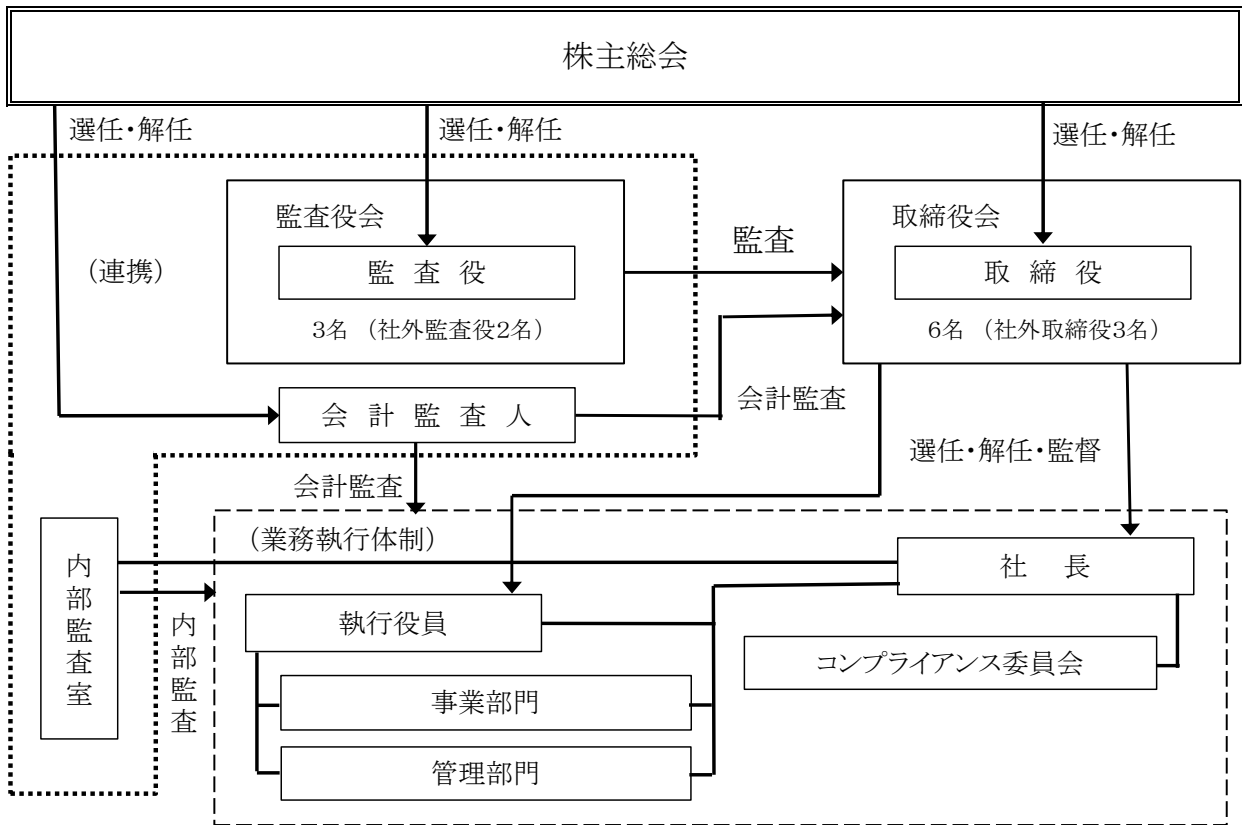 株主総会
選任・解任
選任・解任
選任・解任
監査役会
取締役会
監査
(連携)
監査役
取締役
3名 (社外監査役2名)
6名 (社外取締役3名)
会計監査人
会計監査
選任・解任・監督
会計監査
(業務執行体制)
社長
内部監査室
内部監査
執行役員
コンプライアンス委員会
事業部門
管理部門